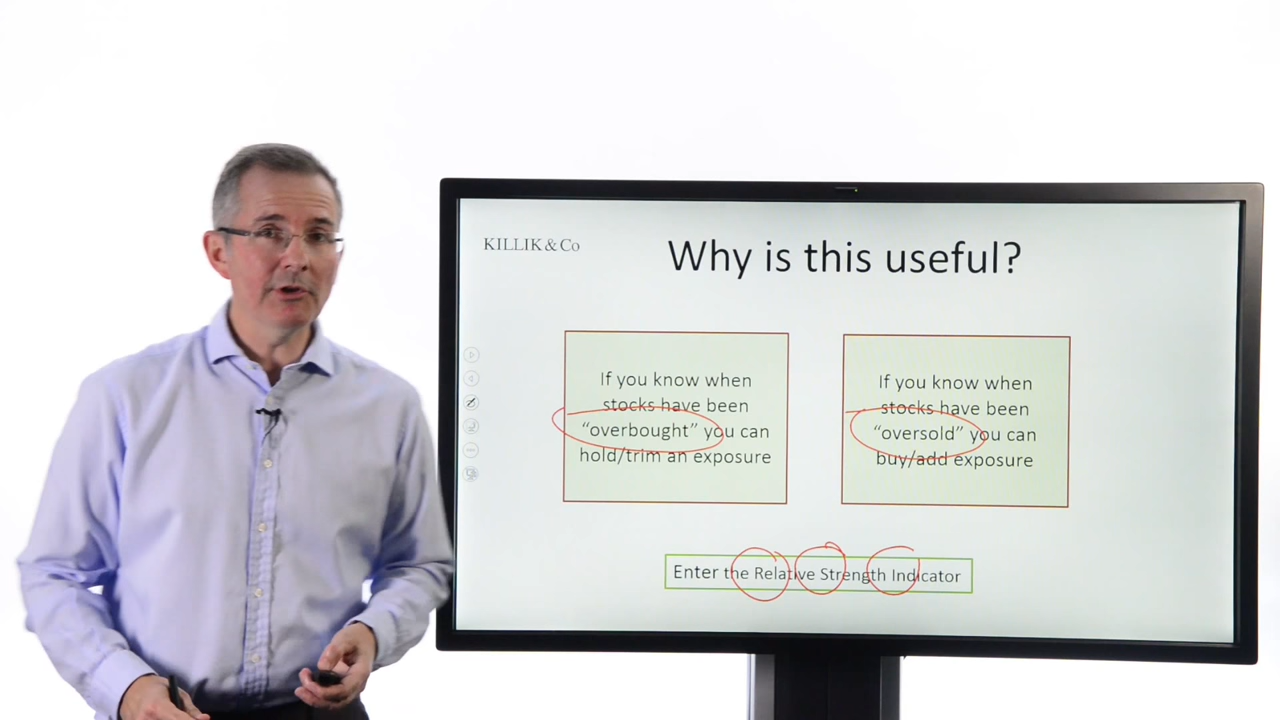 KILLIK & Co
Why is this useful?
If you know when
stocks have been
“overbought” you can
hold/trim an exposure
If you know when
stocks have been
“oversold” you can
buy/add exposure
Enter the Relative Strength Indicator